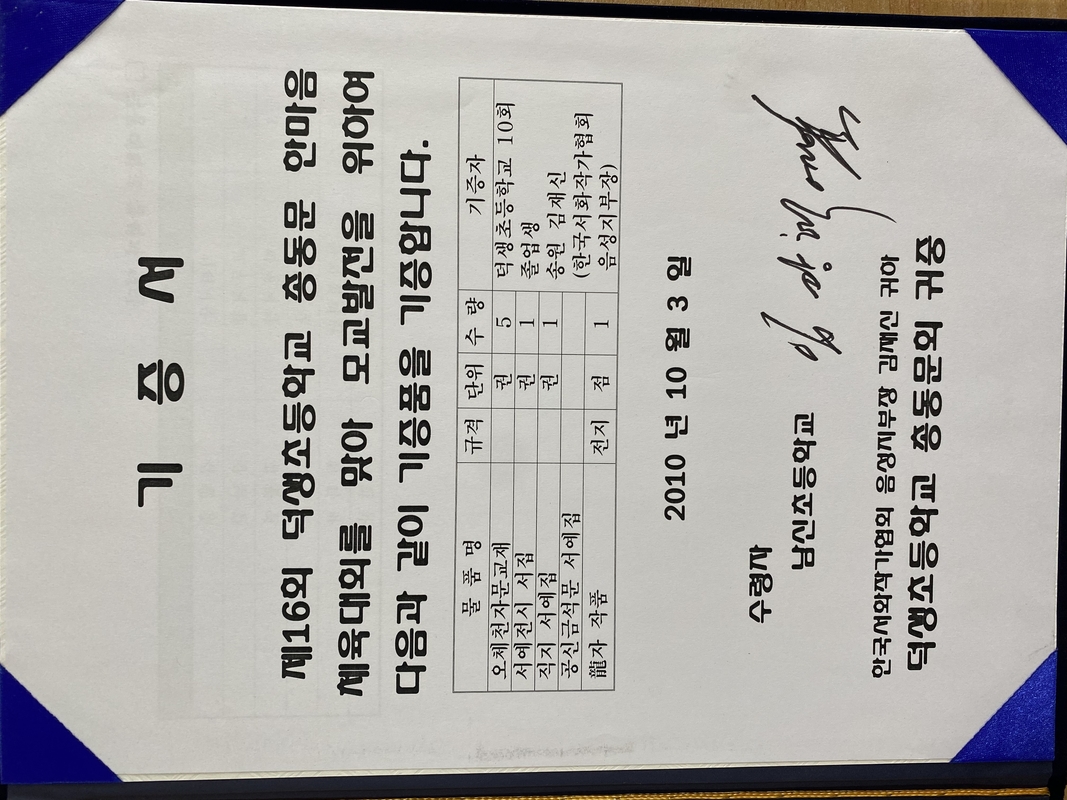 기 증 서
제16회 덕생초등학교 총동문 한마음
체육대회를 맞아 모교발전을 위하여
다음과 같이 기증품을 기증합니다.
물 품 명 규격 단위 수 량 기증자
오체천자문교재 권 5 덕생초등학교 10회
서예전시 서집 권 1 졸업생
직지 서예집 권 1 송원 김재신
공신금석문 서예집 (한국서화작가협회
龍자 작품 전지 점 1 음성지부장)
2010 년 10 월 3 일
수령자
남신초등학교
한국서화작가협회 음성지부장 김재신 귀하
덕생초등학교 총동문회 귀중